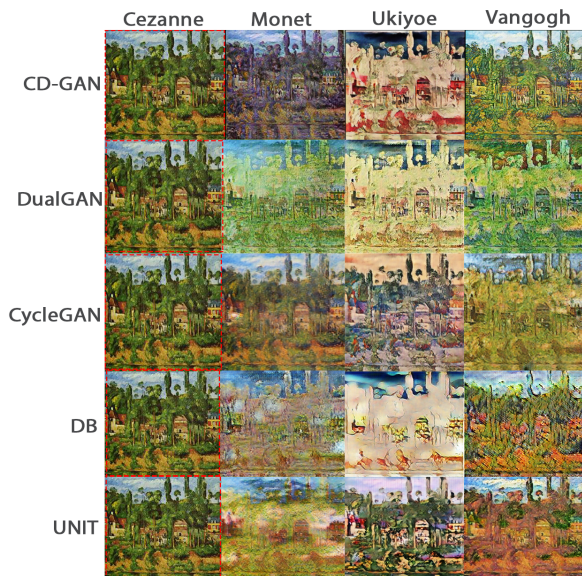 Cezanne Monet Ukiyoe Vangogh
CD-GAN
DualGAN
CycleGAN
DB
UNIT